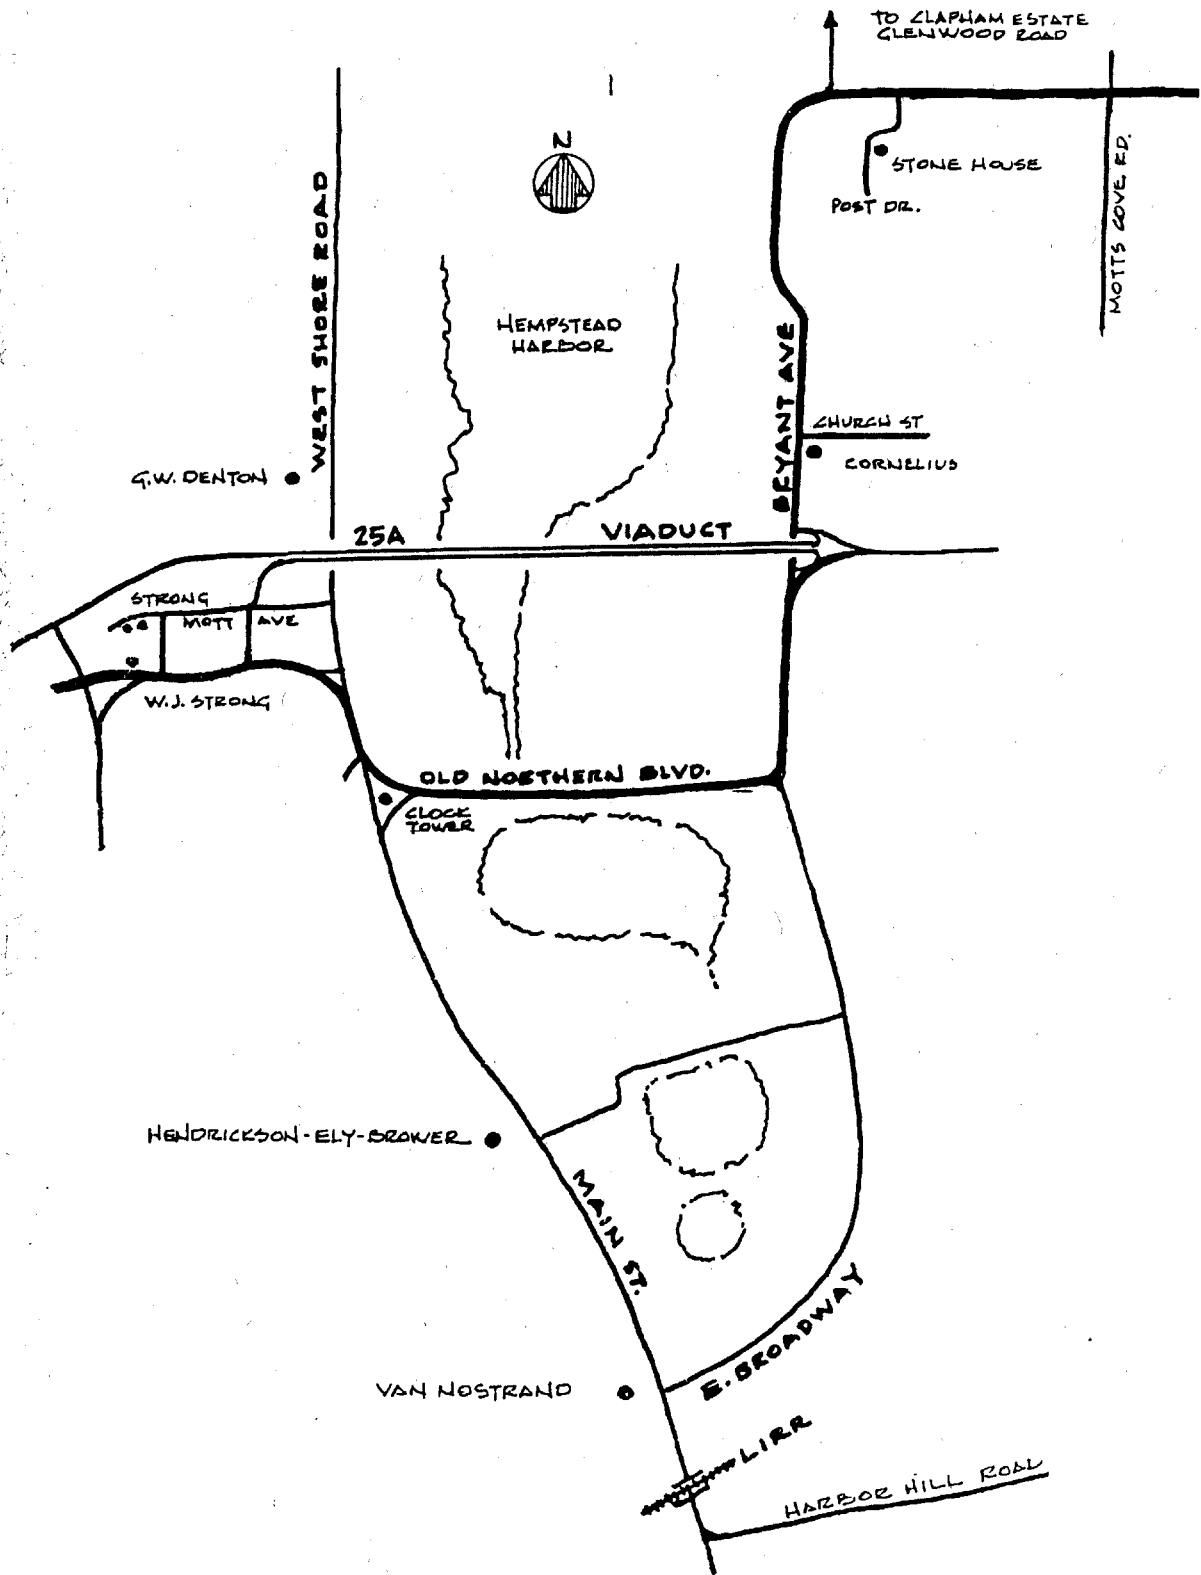 TO CLAPHAM ESTATE
GLENWOOD ROAD
N
STONE HOUSE
POST DR.
MOTTS COVE RD.
WEST SHORE ROAD
HEMPSTEAD
HARBOR
BRYANT AVE
CHURCH ST
CORNELIUS
G.W. DENTON
25A
VIADUCT
STRONG
MOTT AVE
W.J. STRONG
OLD NORTHERN BLVD.
CLOCK
TOWER
HENDRICKSON-ELY-BROWER
MAIN ST.
E. BROADWAY
VAN NOSTRAND
LIRR
HARBOR HILL ROAD